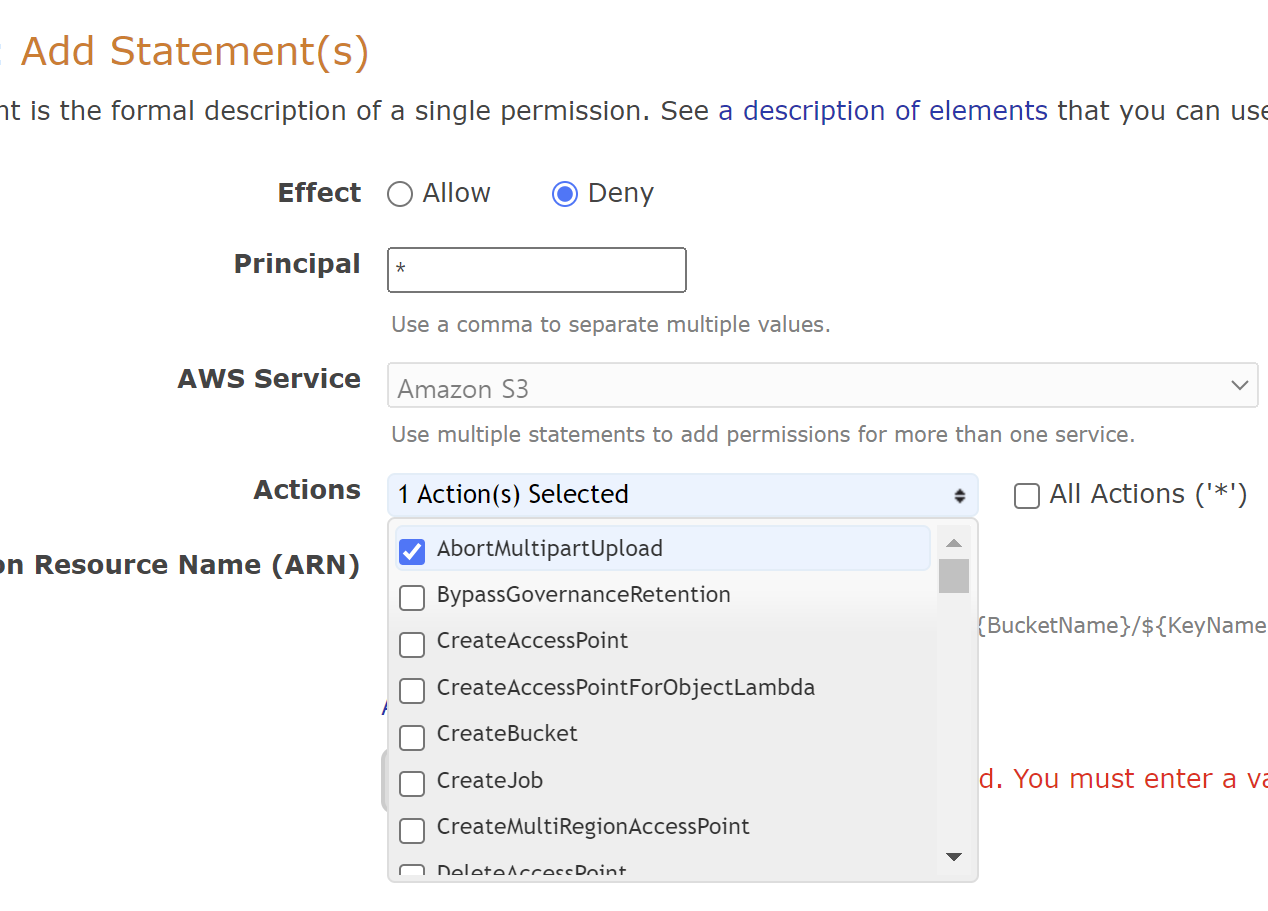 : Add Statement(s)
nt is the formal description of a single permission. See a description of elements that you can use
Effect Allow Deny
Principal *
Use a comma to separate multiple values.
AWS Service Amazon S3
Use multiple statements to add permissions for more than one service.
Actions 1 Action(s) Selected All Actions ('*')
AbortMultipartUpload
on Resource Name (ARN)
BypassGovernanceRetention
{BucketName}/${KeyName
CreateAccessPoint
CreateAccessPointForObjectLambda
CreateBucket
d. You must enter a va
CreateJob
CreateMultiRegionAccessPoint
DeleteAccessPoint